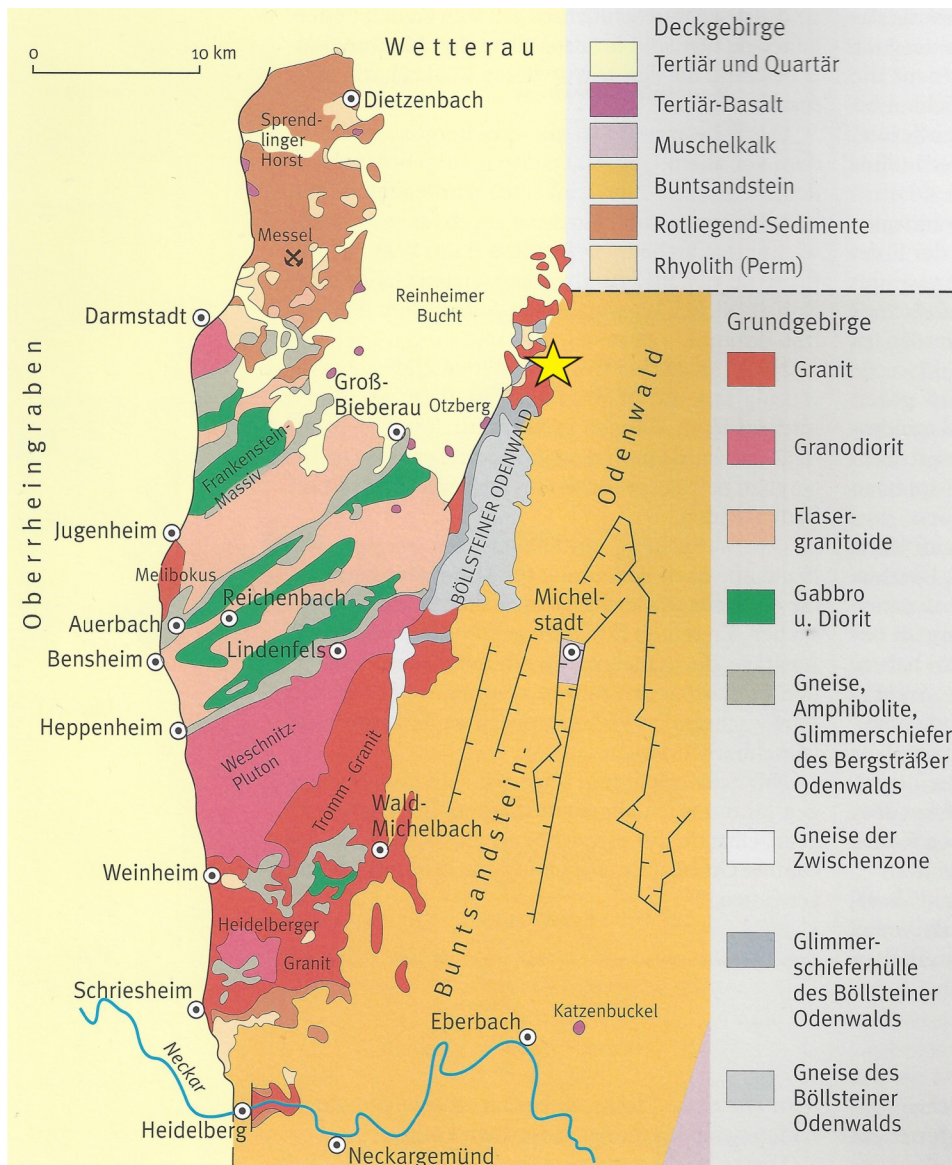 0
10 km
Wetterau
Dietzenbach
Sprend-
linger
Horst
Messel
Darmstadt
Reinheimer
Bucht
Groß-
Bieberau
Otzberg
Frankenstein-
Massiv
BÖLLSTEINER ODENWALD
Jugenheim
Melibokus
Auerbach
Reichenbach
Bensheim
Lindenfels
Michel-
stadt
Heppenheim
Weschnitz-
Pluton
Tromm-Granit
Wald-
Michelbach
Weinheim
Heidelberger
Granit
Schriesheim
Eberbach
Katzenbuckel
Neckar
Heidelberg
Neckargemünd
Oberrheingraben
Buntsandstein-
Odenwald
Deckgebirge
Tertiär und Quartär
Tertiär-Basalt
Muschelkalk
Buntsandstein
Rotliegend-Sedimente
Rhyolith (Perm)
Grundgebirge
Granit
Granodiorit
Flaser-
granitoide
Gabbro
u. Diorit
Gneise,
Amphibolite,
Glimmerschiefer
des Bergsträßer
Odenwalds
Gneise der
Zwischenzone
Glimmer-
schieferhülle
des Böllsteiner
Odenwalds
Gneise des
Böllsteiner
Odenwalds